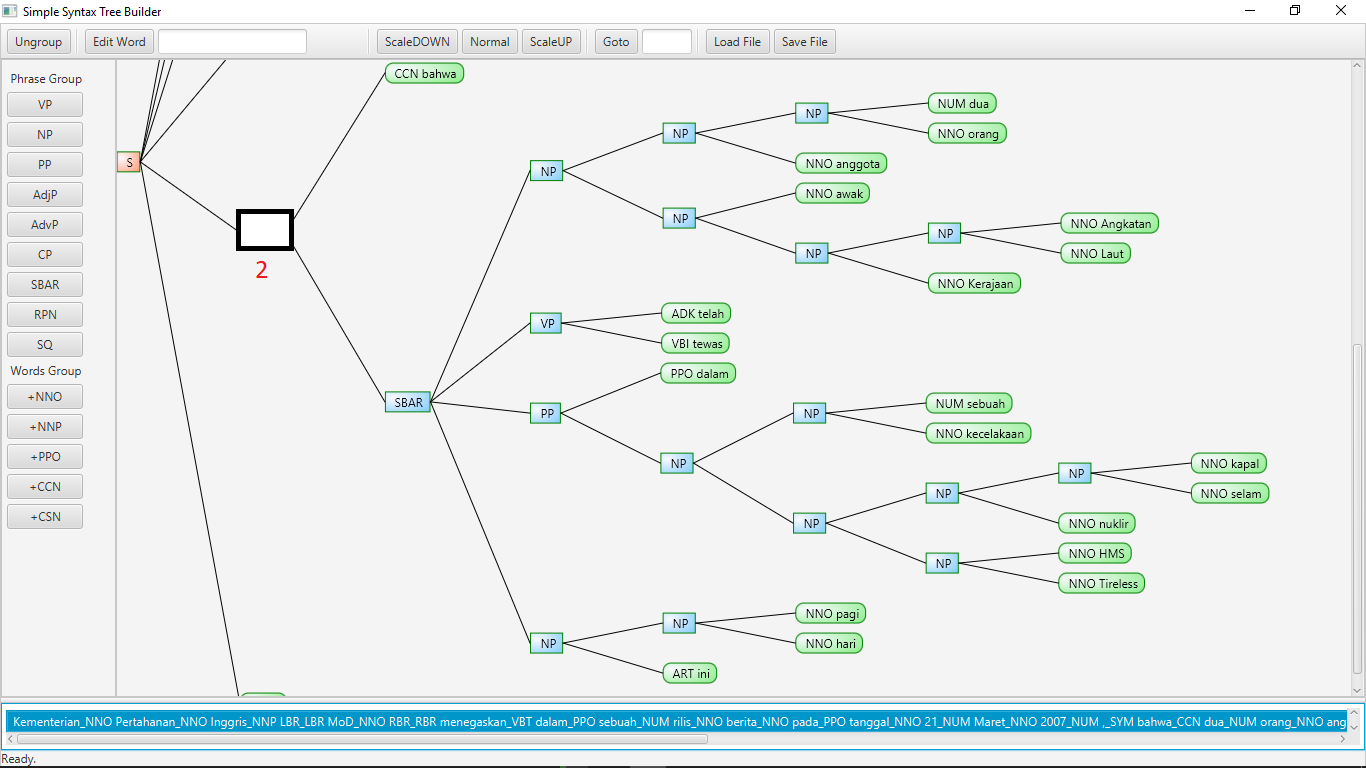 Simple Syntax Tree Builder
Ungroup
Edit Word
ScaleDOWN
Normal
ScaleUP
Goto
Load File
Save File
Phrase Group
VP
NP
PP
AdjP
AdvP
CP
SBAR
RPN
SQ
Words Group
+NNO
+NNP
+PPO
+CCN
+CSN
S
2
CCN bahwa
SBAR
NP
NP
NP
NUM dua
NNO orang
NNO anggota
NP
NNO awak
NP
NP
NNO Angkatan
NNO Laut
NNO Kerajaan
VP
ADK telah
VBI tewas
PP
PPO dalam
NP
NP
NUM sebuah
NNO kecelakaan
NP
NP
NP
NNO kapal
NNO selam
NNO nuklir
NP
NNO HMS
NNO Tireless
NP
NP
NNO pagi
NNO hari
ART ini
Kementerian_NNO Pertahanan_NNO Inggris_NNP LBR_LBR MoD_NNO RBR_RBR menegaskan_VBT dalam_PPO sebuah_NUM rilis_NNO berita_NNO pada_PPO tanggal_NNO 21_NUM Maret_NNO 2007_NUM ,_SYM bahwa_CCN dua_NUM orang_NNO ang
Ready.